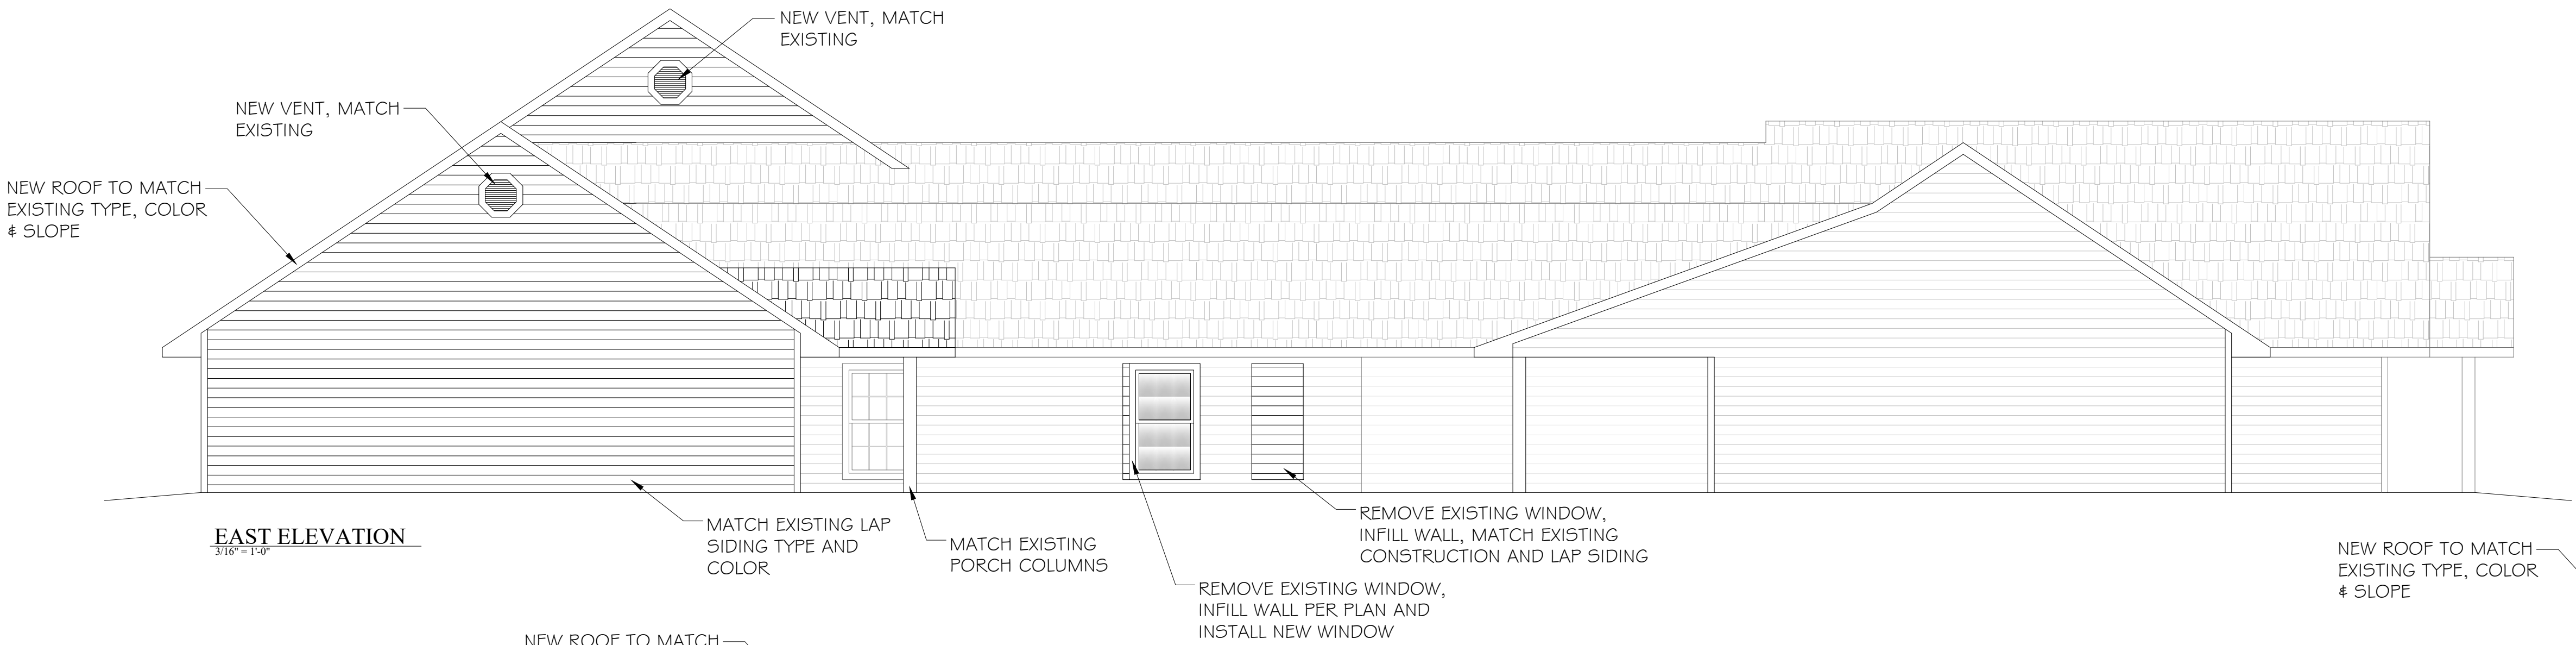 NEW VENT, MATCH
EXISTING
NEW VENT, MATCH
EXISTING
NEW ROOF TO MATCH
EXISTING TYPE, COLOR
& SLOPE
EAST ELEVATION
3/16" = 1'-0"
MATCH EXISTING LAP
SIDING TYPE AND
COLOR
MATCH EXISTING
PORCH COLUMNS
REMOVE EXISTING WINDOW,
INFILL WALL, MATCH EXISTING
CONSTRUCTION AND LAP SIDING
REMOVE EXISTING WINDOW,
INFILL WALL PER PLAN AND
INSTALL NEW WINDOW
NEW ROOF TO MATCH
EXISTING TYPE, COLOR
& SLOPE
NEW ROOF TO MATCH